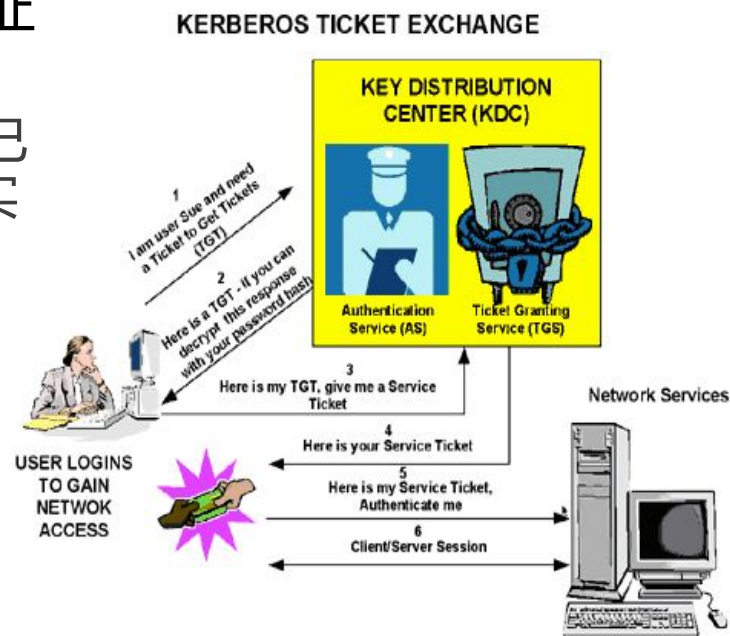 证
KERBEROS TICKET EXCHANGE
KEY DISTRIBUTION
CENTER (KDC)
Authentication
Service (AS)
Ticket Granting
Service (TGS)
1
I am user Sue and need
a Ticket to Get Tickets
(TGT)
2
Here is a TGT - if you can
decrypt this response
with your password hash
3
Here is my TGT, give me a Service
Ticket
4
Here is your Service Ticket
5
Here is my Service Ticket,
Authenticate me
6
Client/Server Session
USER LOGINS
TO GAIN
NETWOK
ACCESS
Network Services